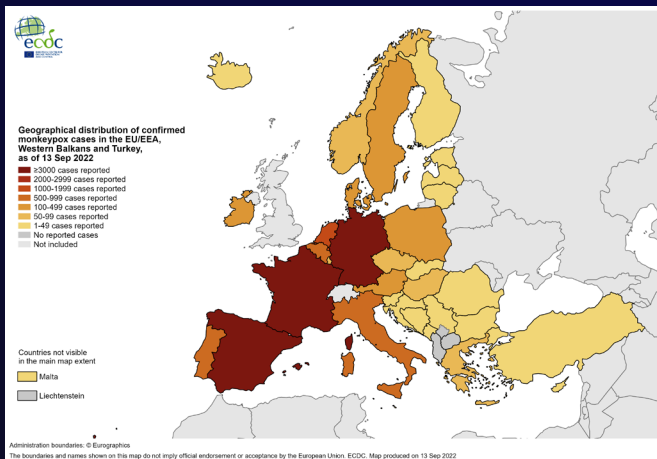 ecdc
Geographical distribution of confirmed
monkeypox cases in the EU/EEA,
Western Balkans and Turkey,
as of 13 Sep 2022
≥3000 cases reported
2000-2999 cases reported
1000-1999 cases reported
500-999 cases reported
100-499 cases reported
50-99 cases reported
1-49 cases reported
No reported cases
Not included
Countries not visible
in the main map extent
Malta
Liechtenstein
Administration boundaries: © Eurographics
The boundaries and names shown on this map do not imply official endorsement or acceptance by the European Union. ECDC. Map produced on 13 Sep 2022